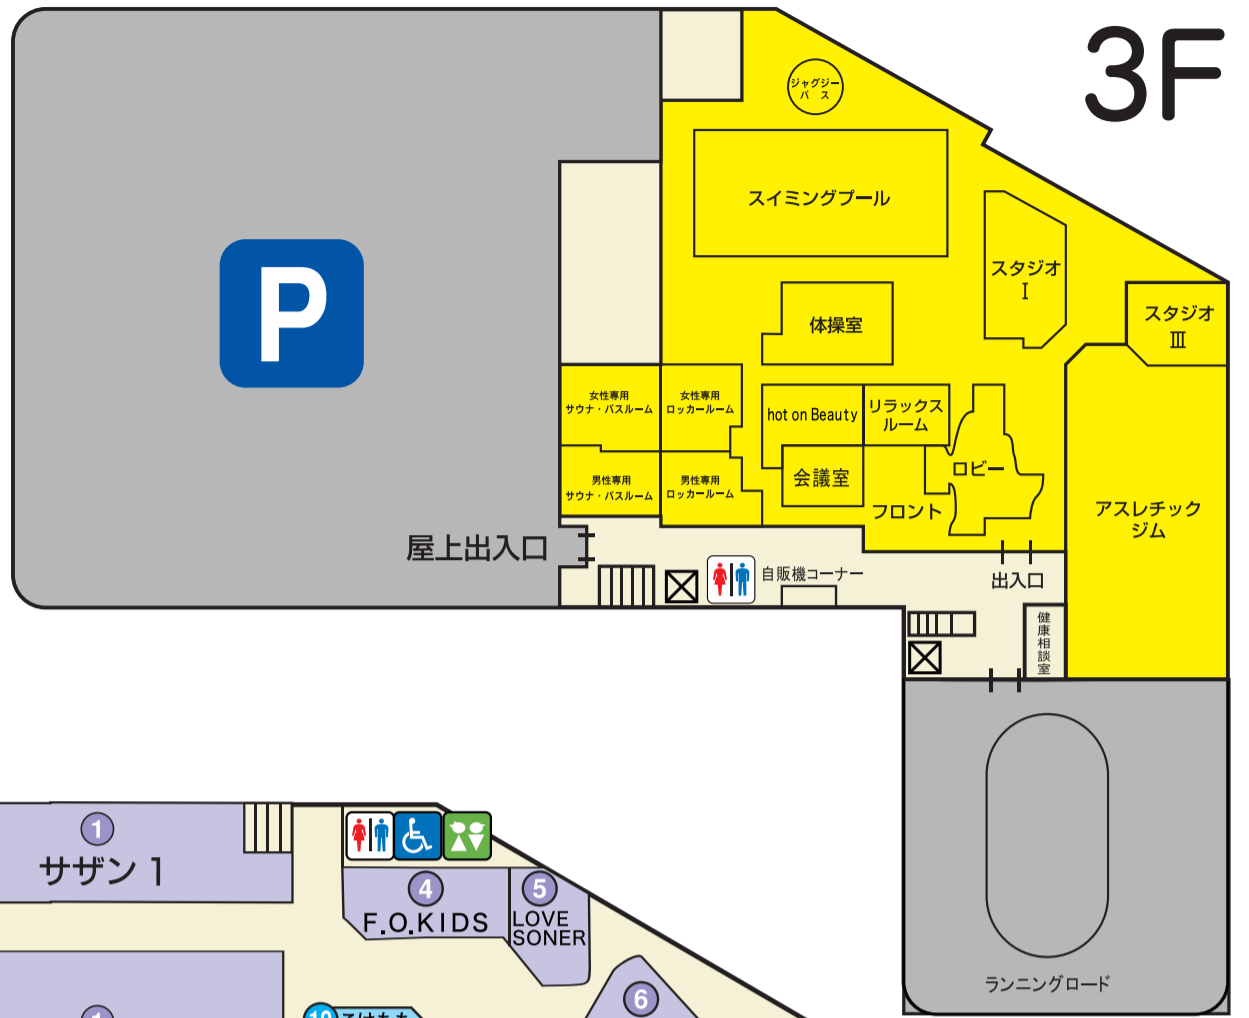 3F
ジャグジー
バス
スイミングプール
P
スタジオ
I
スタジオ
III
体操室
女性専用
サウナ・バスルーム
女性専用
ロッカールーム
hot on Beauty
リラックス
ルーム
ロビー
男性専用
サウナ・バスルーム
男性専用
ロッカールーム
会議室
フロント
アスレチック
ジム
屋上出入口
自販機コーナー
出入口
健康相談室
ランニングロード
1
サザン 1
4
F.O.KIDS
5
LOVE
SONER
6